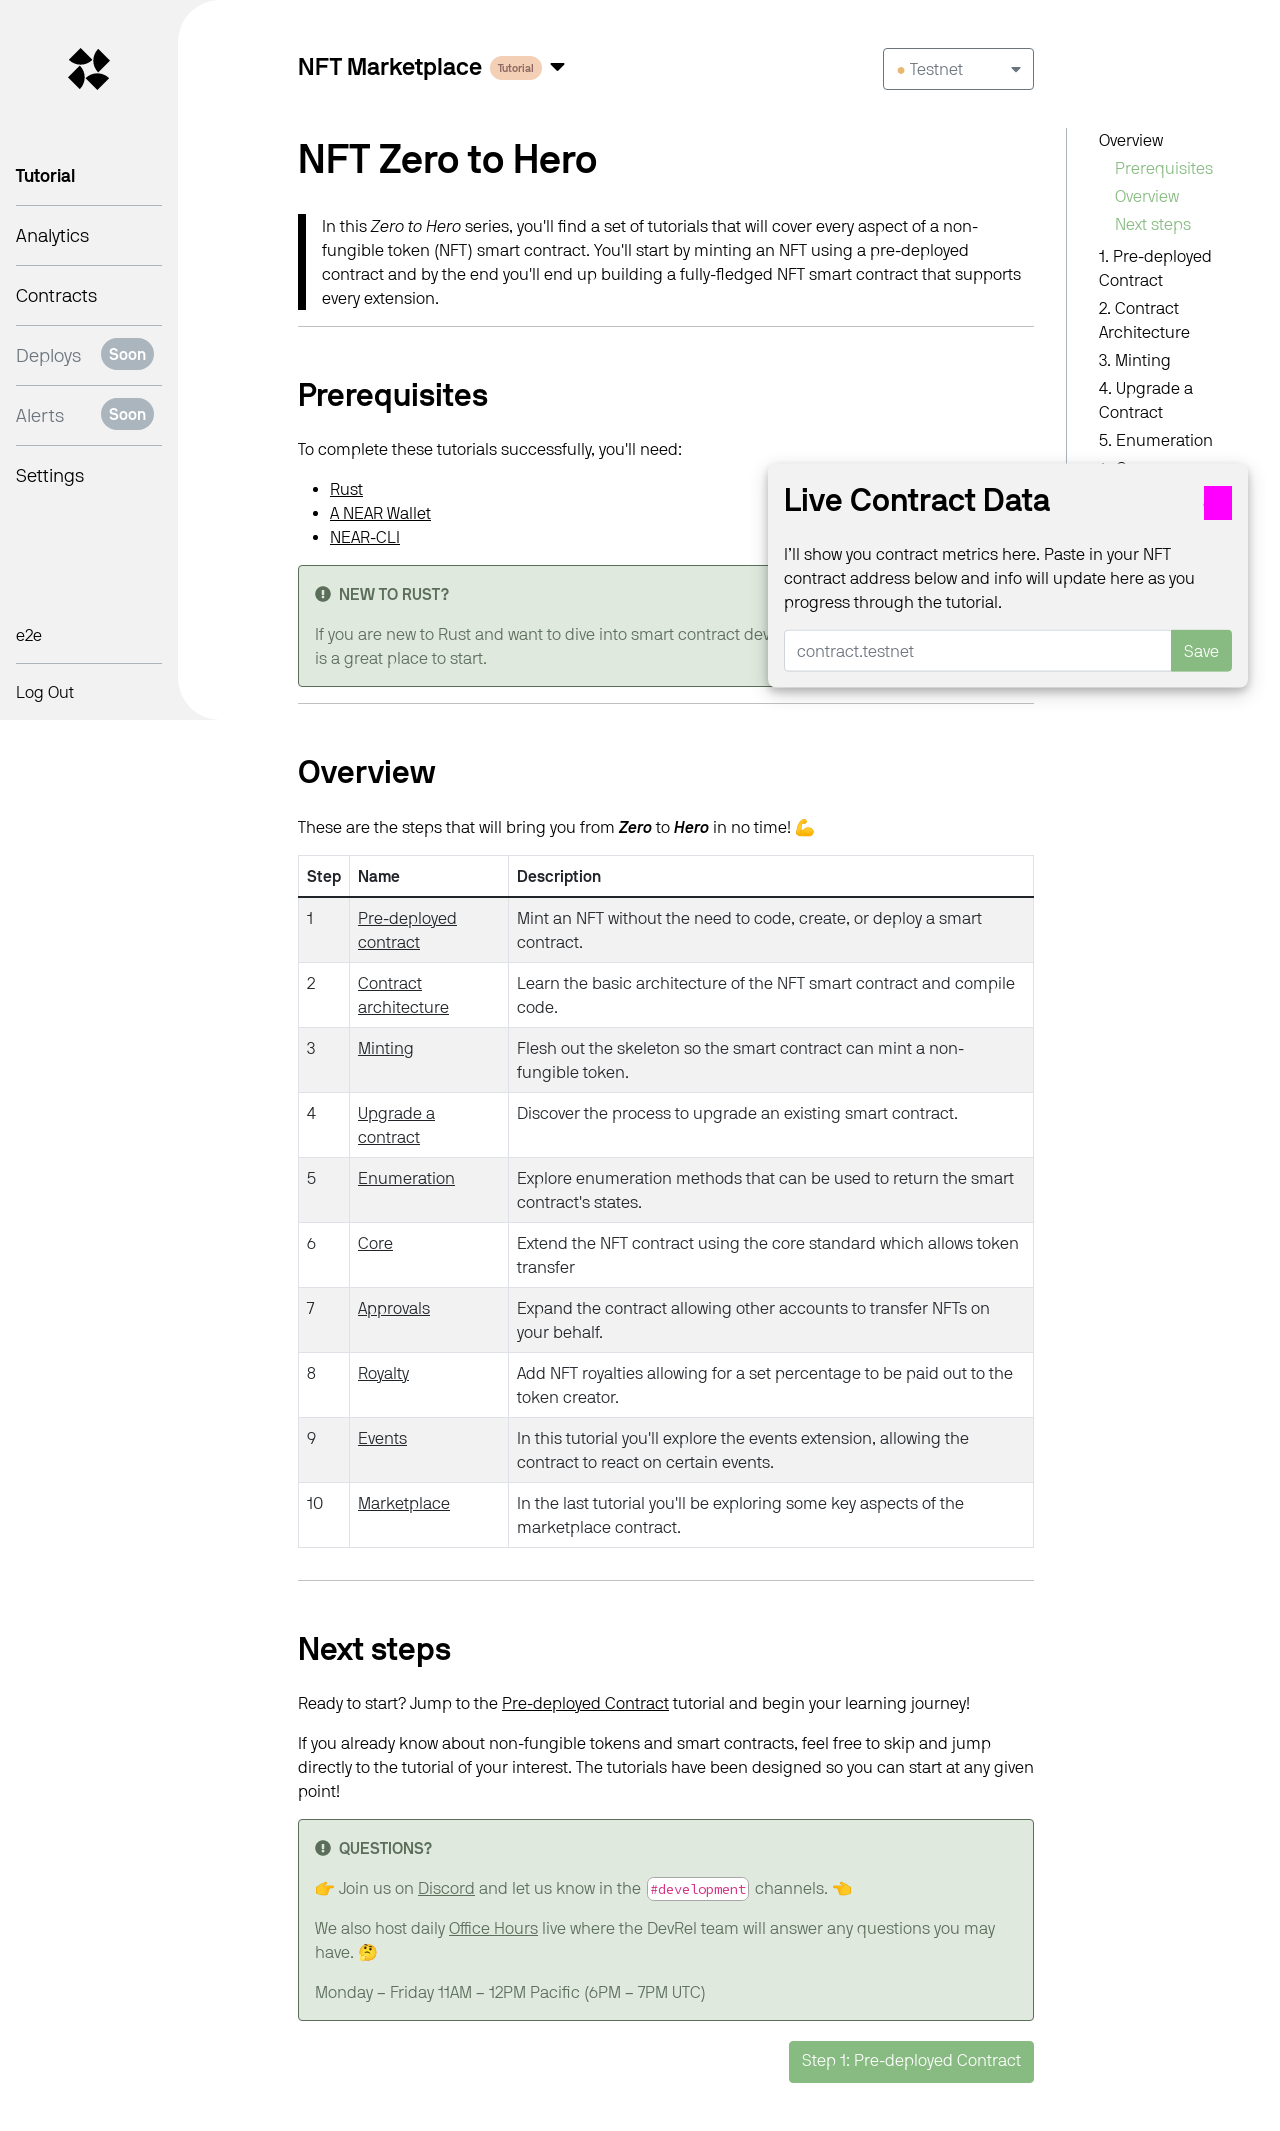 NFT Marketplace Tutorial
Testnet
Tutorial
Analytics
Contracts
Deploys Soon
Alerts Soon
Settings
e2e
Log Out
NFT Zero to Hero
In this Zero to Hero series, you'll find a set of tutorials that will cover every aspect of a non-
fungible token (NFT) smart contract. You'll start by minting an NFT using a pre-deployed
contract and by the end you'll end up building a fully-fledged NFT smart contract that supports
every extension.
Prerequisites
To complete these tutorials successfully, you'll need:
Rust
A NEAR Wallet
NEAR-CLI
NEW TO RUST?
If you are new to Rust and want to dive into smart contract
is a great place to start.
Overview
Prerequisites
Overview
Next steps
1. Pre-deployed
Contract
2. Contract
Architecture
3. Minting
4. Upgrade a
Contract
5. Enumeration
Live Contract Data
I'll show you contract metrics here. Paste in your NFT
contract address below and info will update here as you
progress through the tutorial.
contract.testnet Save
Overview
These are the steps that will bring you from Zero to Hero in no time! 💪
Step Name Description
1 Pre-deployed Mint an NFT without the need to code, create, or deploy a smart
contract contract.
2 Contract Learn the basic architecture of the NFT smart contract and compile
architecture code.
3 Minting Flesh out the skeleton so the smart contract can mint a non-
fungible token.
4 Upgrade a Discover the process to upgrade an existing smart contract.
contract
5 Enumeration Explore enumeration methods that can be used to return the smart
contract's states.
6 Core Extend the NFT contract using the core standard which allows token
transfer
7 Approvals Expand the contract allowing other accounts to transfer NFTs on
your behalf.
8 Royalty Add NFT royalties allowing for a set percentage to be paid out to the
token creator.
9 Events In this tutorial you'll explore the events extension, allowing the
contract to react on certain events.
10 Marketplace In the last tutorial you'll be exploring some key aspects of the
marketplace contract.
Next steps
Ready to start? Jump to the Pre-deployed Contract tutorial and begin your learning journey!
If you already know about non-fungible tokens and smart contracts, feel free to skip and jump
directly to the tutorial of your interest. The tutorials have been designed so you can start at any given
point!
QUESTIONS?
👉 Join us on Discord and let us know in the #development channels. 👈
We also host daily Office Hours live where the DevRel team will answer any questions you may
have. 🤔
Monday – Friday 11AM – 12PM Pacific (6PM – 7PM UTC)
Step 1: Pre-deployed Contract